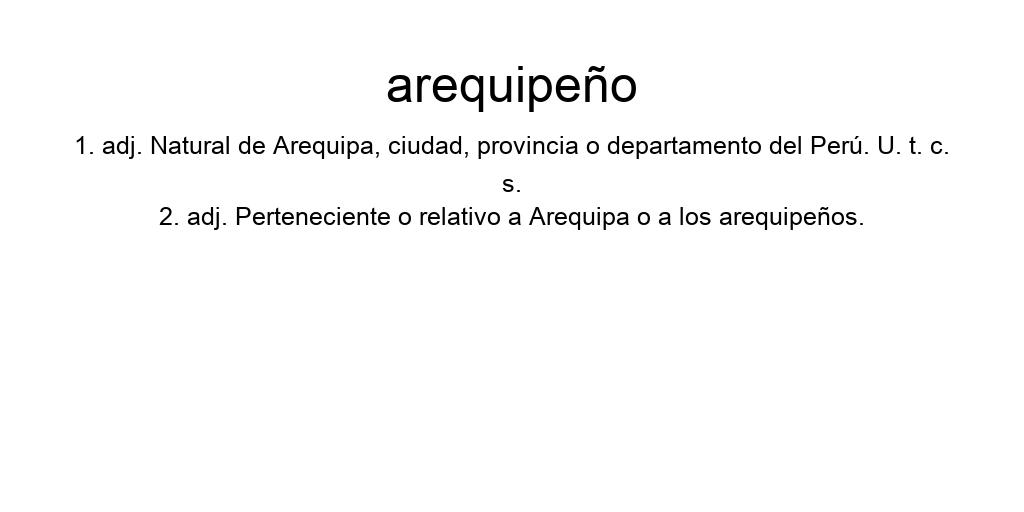 arequipeño
1. adj. Natural de Arequipa, ciudad, provincia o departamento del Perú. U. t. c.
s.
2. adj. Perteneciente o relativo a Arequipa o a los arequipeños.